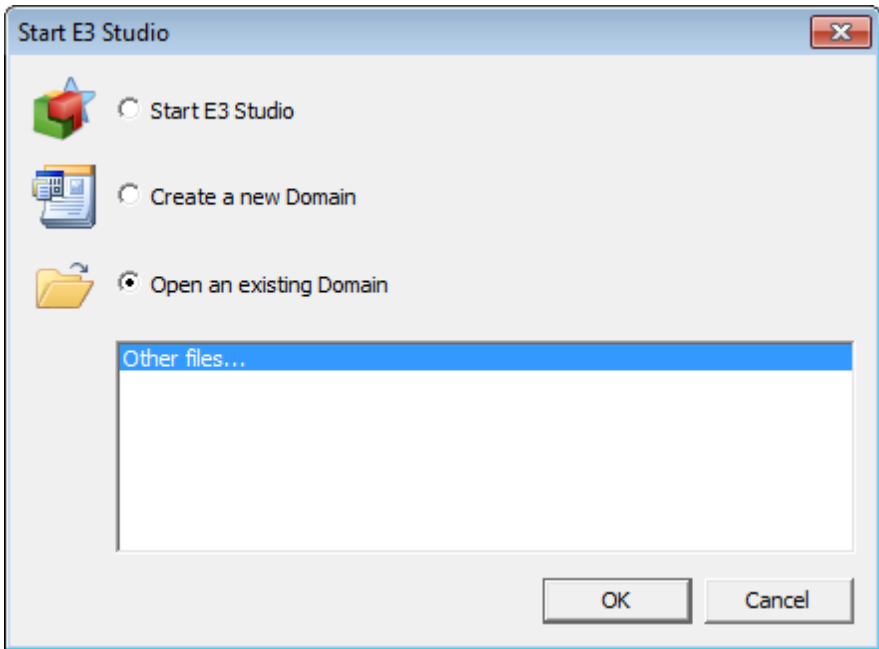 Start E3 Studio
Start E3 Studio
Create a new Domain
Open an existing Domain
Other files...
OK
Cancel